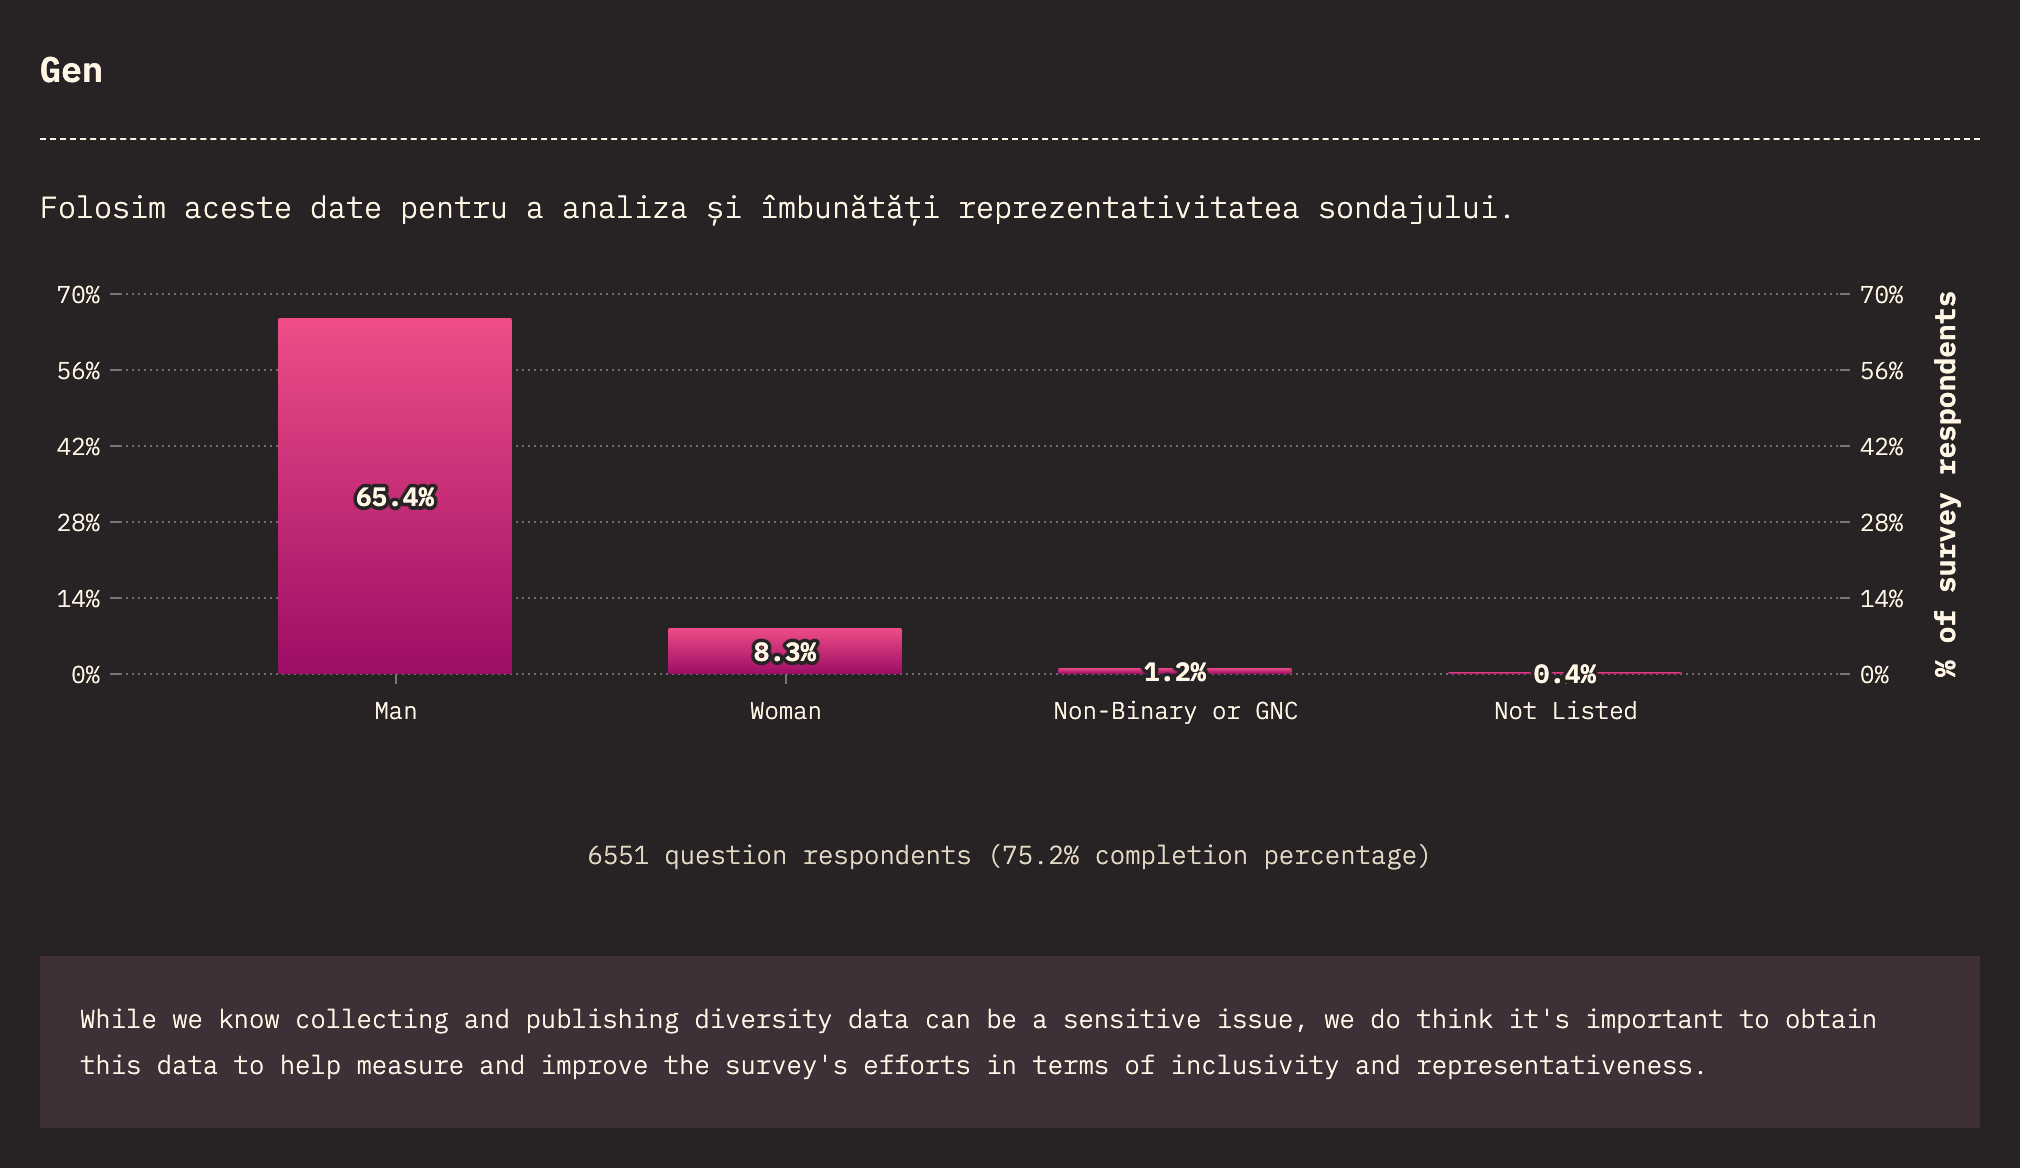 Gen
Folosim aceste date pentru a analiza și îmbunătăți reprezentativitatea sondajului.
70%
56%
42%
28%
14%
0%
70%
56%
42%
28%
14%
0%
% of survey respondents
65.4%
8.3%
1.2%
0.4%
Man
Woman
Non-Binary or GNC
Not Listed
6551 question respondents (75.2% completion percentage)
While we know collecting and publishing diversity data can be a sensitive issue, we do think it's important to obtain
this data to help measure and improve the survey's efforts in terms of inclusivity and representativeness.